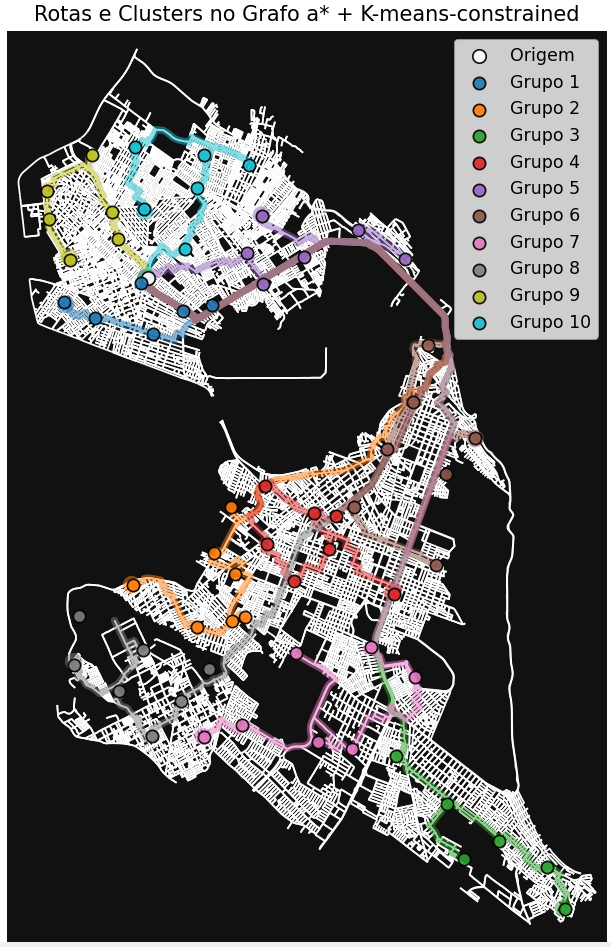 Rotas e Clusters no Grafo a* + K-means-constrained
Origem
Grupo 1
Grupo 2
Grupo 3
Grupo 4
Grupo 5
Grupo 6
Grupo 7
Grupo 8
Grupo 9
Grupo 10